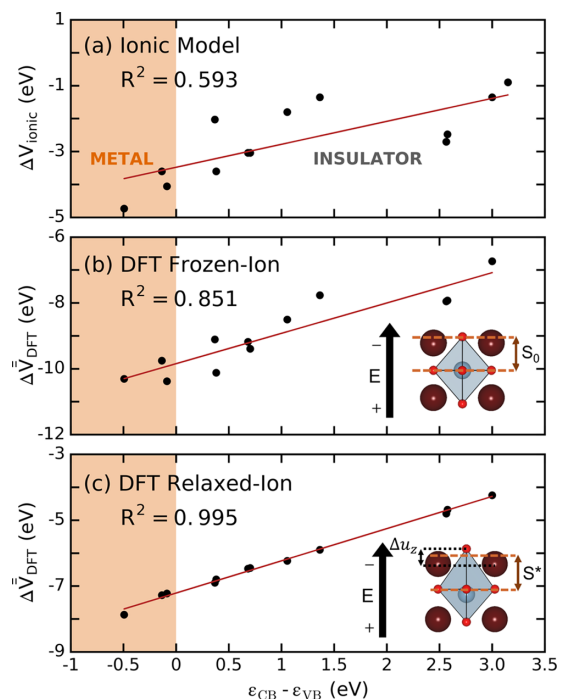 (a) Ionic Model
R² = 0.593
METAL
INSULATOR
ΔV_ionic (eV)
-1
-3
-5
(b) DFT Frozen-Ion
R² = 0.851
ΔV̿_DFT (eV)
-6
-8
-10
-12
−
E
+
S₀
(c) DFT Relaxed-Ion
R² = 0.995
ΔV̿_DFT (eV)
-3
-5
-7
-9
Δu_z
−
E
+
S*
-1 -0.5 0 0.5 1 1.5 2 2.5 3 3.5
ε_CB - ε_VB (eV)